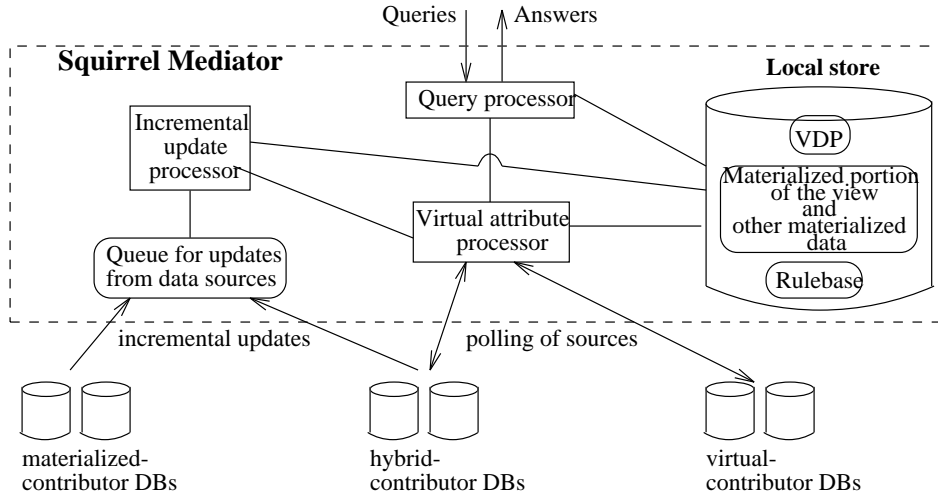 Queries
Answers
Squirrel Mediator
Local store
Query processor
VDP
Incremental
update
processor
Materialized portion
of the view
and
other materialized
data
Virtual attribute
processor
Queue for updates
from data sources
Rulebase
incremental updates
polling of sources
materialized-
contributor DBs
hybrid-
contributor DBs
virtual-
contributor DBs